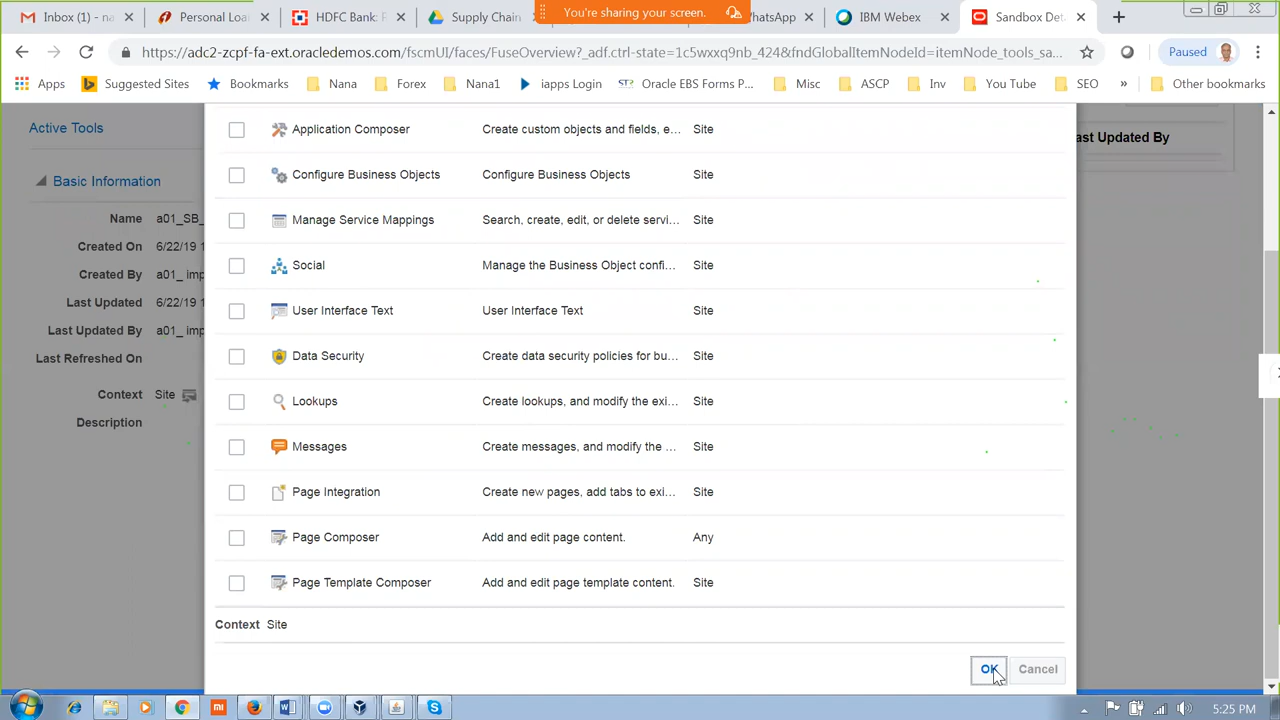 Inbox (1) - na
Personal Loa
HDFC Bank:
Supply Chain
You're sharing your screen.
WhatsApp
IBM Webex
Sandbox Det
https://adc2-zcpf-fa-ext.oracledemos.com/fscmUI/faces/FuseOverview?_adf.ctrl-state=1c5wxxq9nb_424&fndGlobalItemNodeId=itemNode_tools_sa...
Paused
Apps
Suggested Sites
Bookmarks
Nana
Forex
Nana1
iapps Login
Oracle EBS Forms P...
Misc
ASCP
Inv
You Tube
SEO
»
Other bookmarks
Active Tools
ast Updated By
Basic Information
Name a01_SB_
Created On 6/22/19 1
Created By a01_ imp
Last Updated 6/22/19 1
Last Updated By a01_ imp
Last Refreshed On
Context Site
Description
Application Composer Create custom objects and fields, e... Site
Configure Business Objects Configure Business Objects Site
Manage Service Mappings Search, create, edit, or delete servi... Site
Social Manage the Business Object confi... Site
User Interface Text User Interface Text Site
Data Security Create data security policies for bu... Site
Lookups Create lookups, and modify the exi... Site
Messages Create messages, and modify the ... Site
Page Integration Create new pages, add tabs to exi... Site
Page Composer Add and edit page content. Any
Page Template Composer Add and edit page template content. Site
Context Site
OK
Cancel
5:25 PM